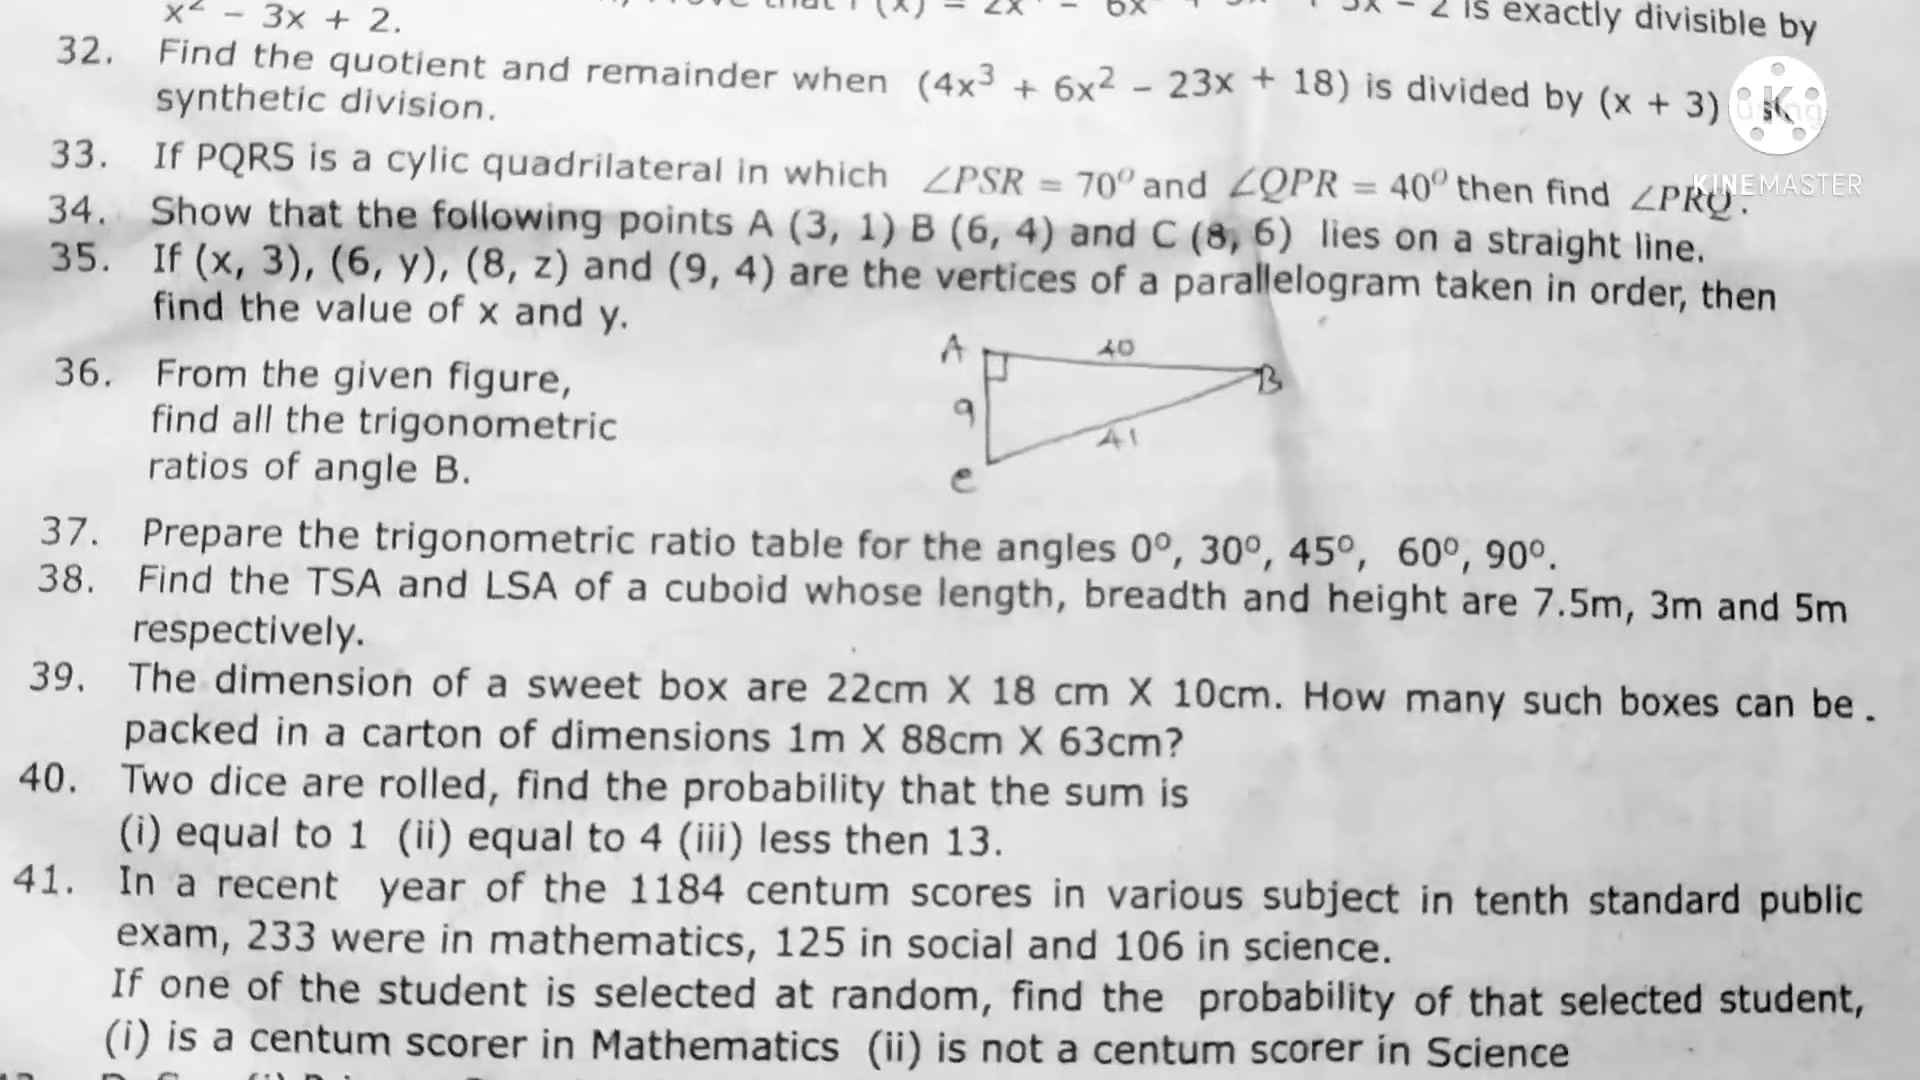 x² - 3x + 2.
is exactly divisible by
32. Find the quotient and remainder when (4x³ + 6x² - 23x + 18) is divided by (x + 3) using
synthetic division.
KINEMASTER
33. If PQRS is a cylic quadrilateral in which ∠PSR = 70⁰ and ∠QPR = 40⁰ then find ∠PRQ.
34. Show that the following points A (3, 1) B (6, 4) and C (8, 6) lies on a straight line.
35. If (x, 3), (6, y), (8, z) and (9, 4) are the vertices of a parallelogram taken in order, then
find the value of x and y.
36. From the given figure,
find all the trigonometric
ratios of angle B.
A 40 B
9
41
C
37. Prepare the trigonometric ratio table for the angles 0⁰, 30⁰, 45⁰, 60⁰, 90⁰.
38. Find the TSA and LSA of a cuboid whose length, breadth and height are 7.5m, 3m and 5m
respectively.
39. The dimension of a sweet box are 22cm X 18 cm X 10cm. How many such boxes can be.
packed in a carton of dimensions 1m X 88cm X 63cm?
40. Two dice are rolled, find the probability that the sum is
(i) equal to 1 (ii) equal to 4 (iii) less then 13.
41. In a recent year of the 1184 centum scores in various subject in tenth standard public
exam, 233 were in mathematics, 125 in social and 106 in science.
If one of the student is selected at random, find the probability of that selected student,
(i) is a centum scorer in Mathematics (ii) is not a centum scorer in Science